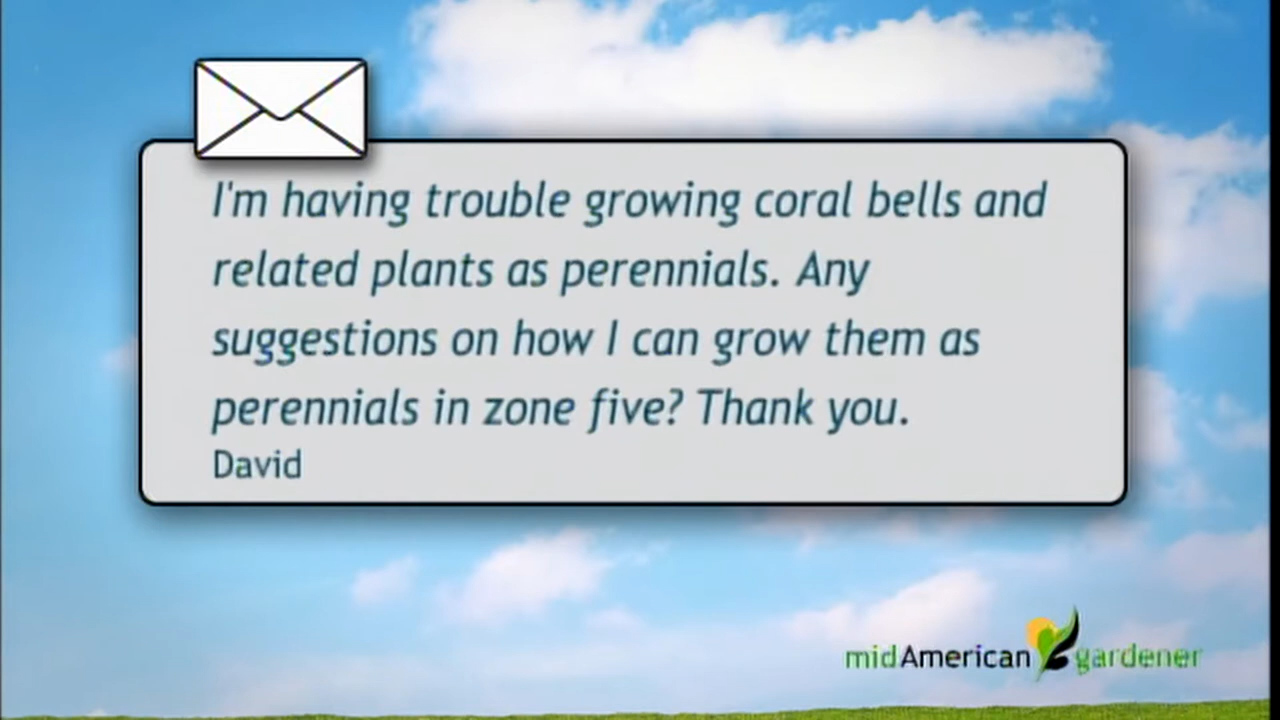 I'm having trouble growing coral bells and
related plants as perennials. Any
suggestions on how I can grow them as
perennials in zone five? Thank you.
David
midAmerican gardener